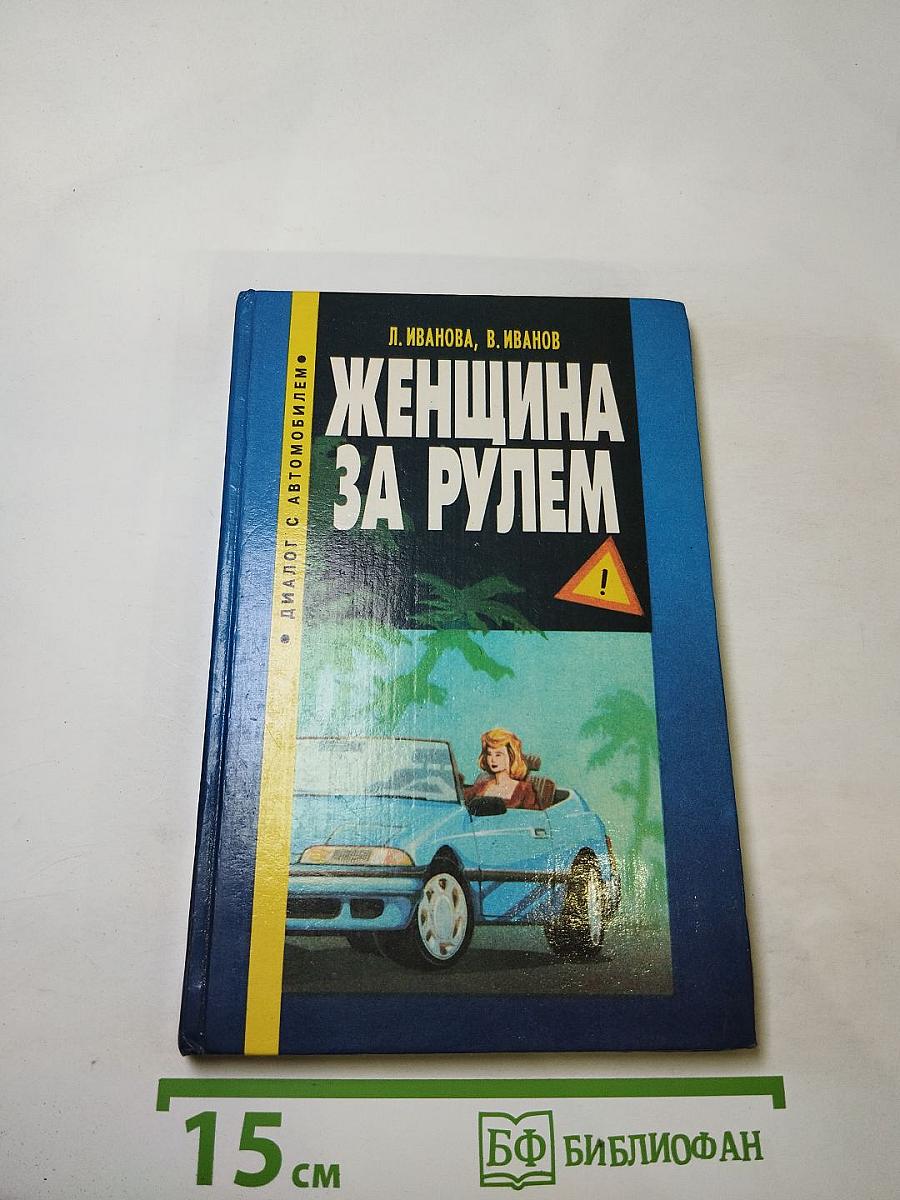 Л. ИВАНОВА, В. ИВАНОВ
ЖЕНЩИНА
ЗА РУЛЕМ
!
• ДИАЛОГ С АВТОМОБИЛЕМ •
15 см
БФ БИБЛИОФАН